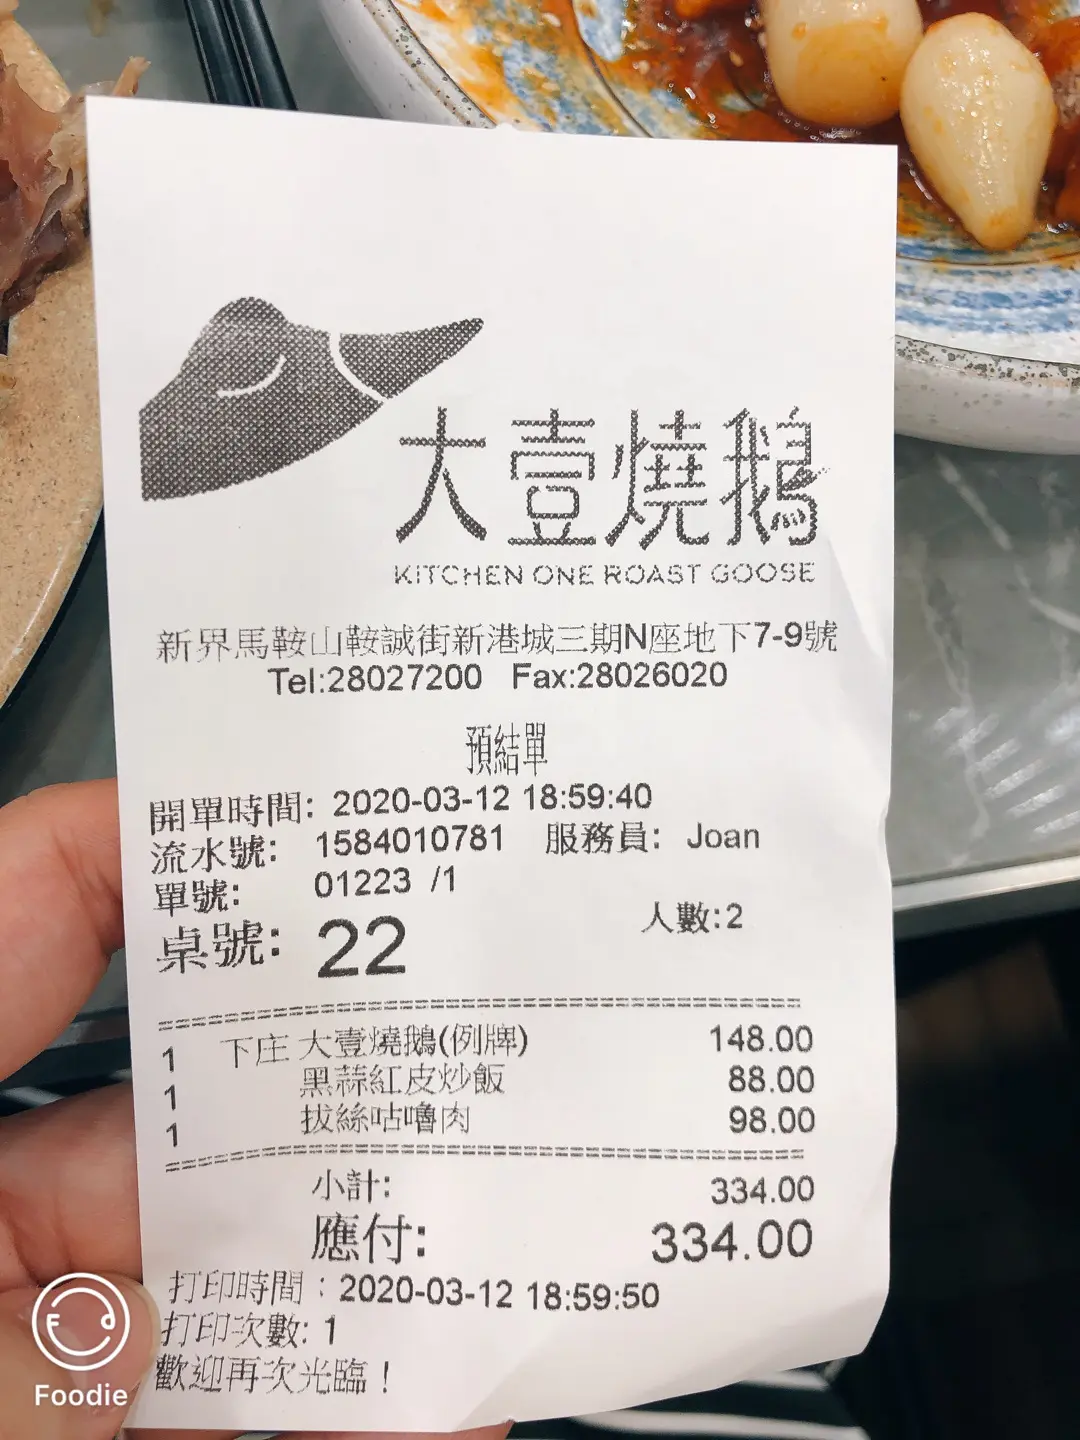 大壹燒鵝
KITCHEN ONE ROAST GOOSE
新界馬鞍山鞍誠街新港城三期N座地下7-9號
Tel:28027200 Fax:28026020
預結單
開單時間: 2020-03-12 18:59:40
流水號: 1584010781 服務員: Joan
單號: 01223 /1
桌號: 22 人數:2
1 下庄 大壹燒鵝(例牌) 148.00
1 黑蒜紅皮炒飯 88.00
1 拔絲咕嚕肉 98.00
小計: 334.00
應付: 334.00
打印時間：2020-03-12 18:59:50
打印次數: 1
歡迎再次光臨！
Foodie